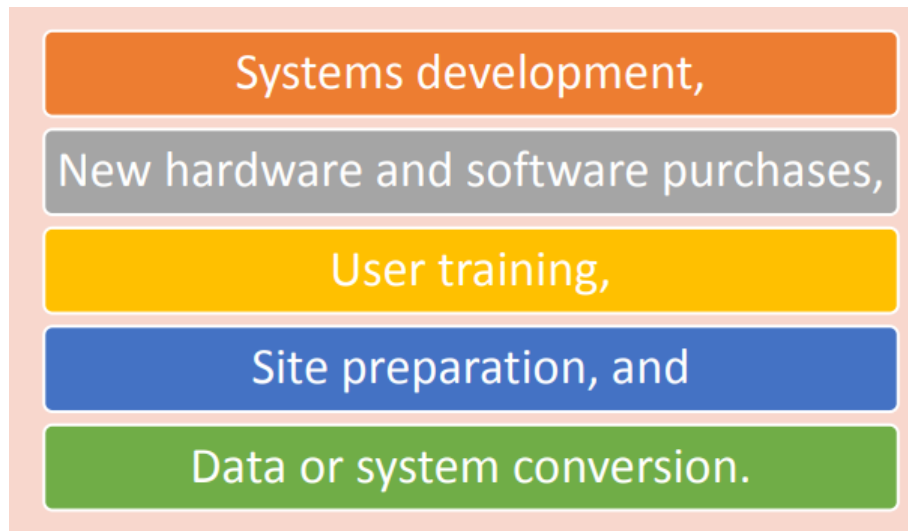 Systems development,
New hardware and software purchases,
User training,
Site preparation, and
Data or system conversion.